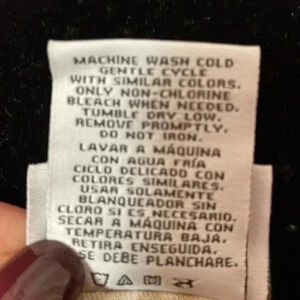 MACHINE WASH COLD
GENTLE CYCLE
WITH SIMILAR COLORS.
ONLY NON-CHLORINE
BLEACH WHEN NEEDED.
TUMBLE DRY LOW.
REMOVE PROMPTLY.
DO NOT IRON.
LAVAR A MÁQUINA
CON AGUA FRÍA
CICLO DELICADO CON
COLORES SIMILARES.
USAR SOLAMENTE
BLANQUEADOR SIN
CLORO SI ES NECESARIO.
SECAR A MÁQUINA CON
TEMPERATURA BAJA.
RETIRA ENSEGUIDA.
SE DEBE PLANCHARE.